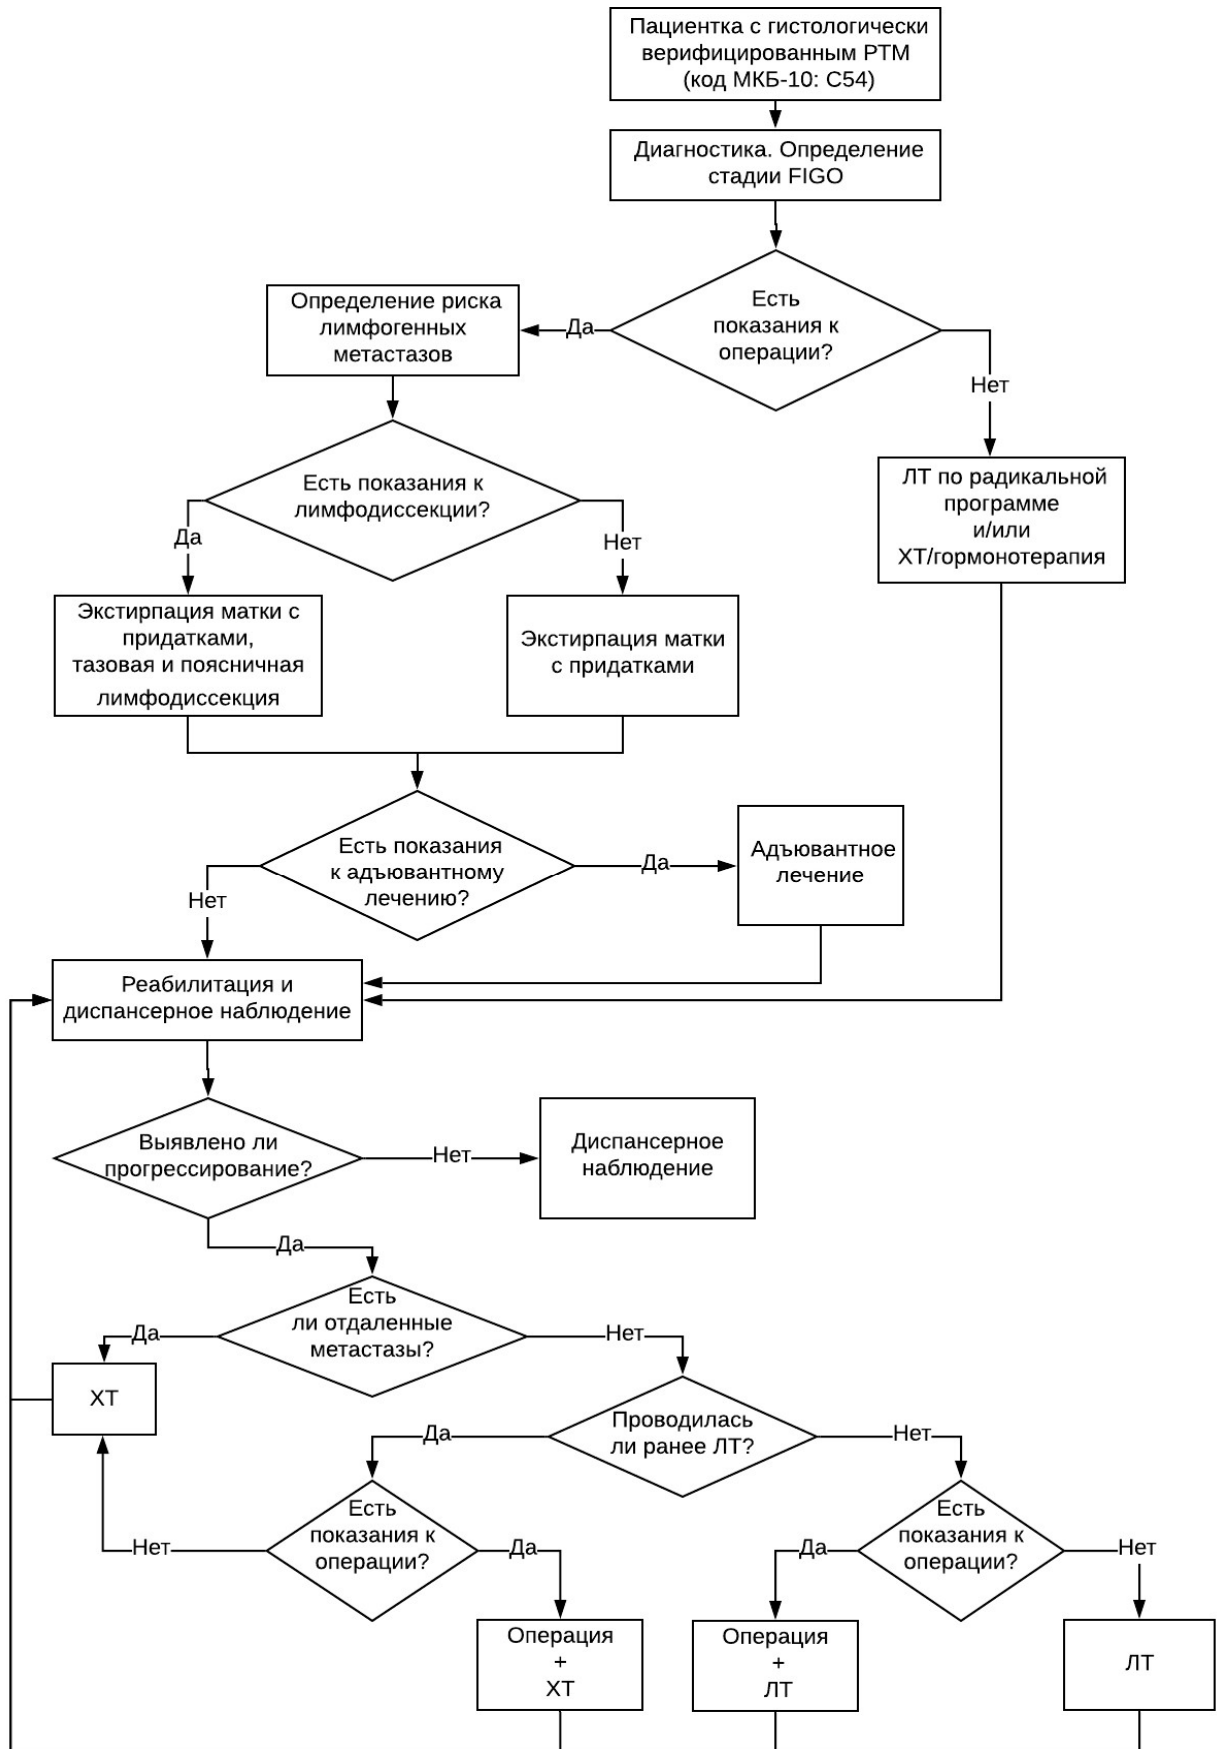 Пациентка с гистологически
верифицированным РТМ
(код МКБ-10: С54)
Диагностика. Определение
стадии FIGO
Есть
показания к
операции?
Да
Нет
Определение риска
лимфогенных
метастазов
Есть показания к
лимфодиссекции?
Да
Нет
ЛТ по радикальной
программе
и/или
ХТ/гормонотерапия
Экстирпация матки с
придатками,
тазовая и поясничная
лимфодиссекция
Экстирпация матки
с придатками
Есть показания
к адъювантному
лечению?
Да
Нет
Адъювантное
лечение
Реабилитация и
диспансерное наблюдение
Выявлено ли
прогрессирование?
Нет
Диспансерное
наблюдение
Да
Есть
ли отдаленные
метастазы?
Да
Нет
ХТ
Проводилась
ли ранее ЛТ?
Да
Нет
Есть
показания к
операции?
Нет
Да
Есть
показания к
операции?
Да
Нет
Операция
+
ХТ
Операция
+
ЛТ
ЛТ